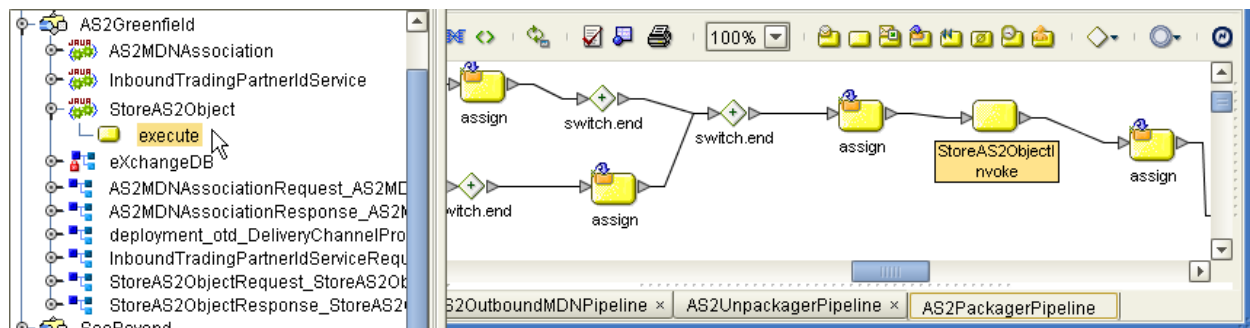 AS2Greenfield
AS2MDNAssociation
InboundTradingPartnerIdService
StoreAS2Object
execute
eXchangeDB
AS2MDNAssociationRequest_AS2MD
AS2MDNAssociationResponse_AS2M
deployment_otd_DeliveryChannelPro
InboundTradingPartnerIdServiceRequ
StoreAS2ObjectRequest_StoreAS2Ob
StoreAS2ObjectResponse_StoreAS2
SeeBeyond
100%
assign
switch.end
switch.end
assign
StoreAS2ObjectI
nvoke
assign
witch.end
assign
S2OutboundMDNPipeline × AS2UnpackagerPipeline × AS2PackagerPipeline